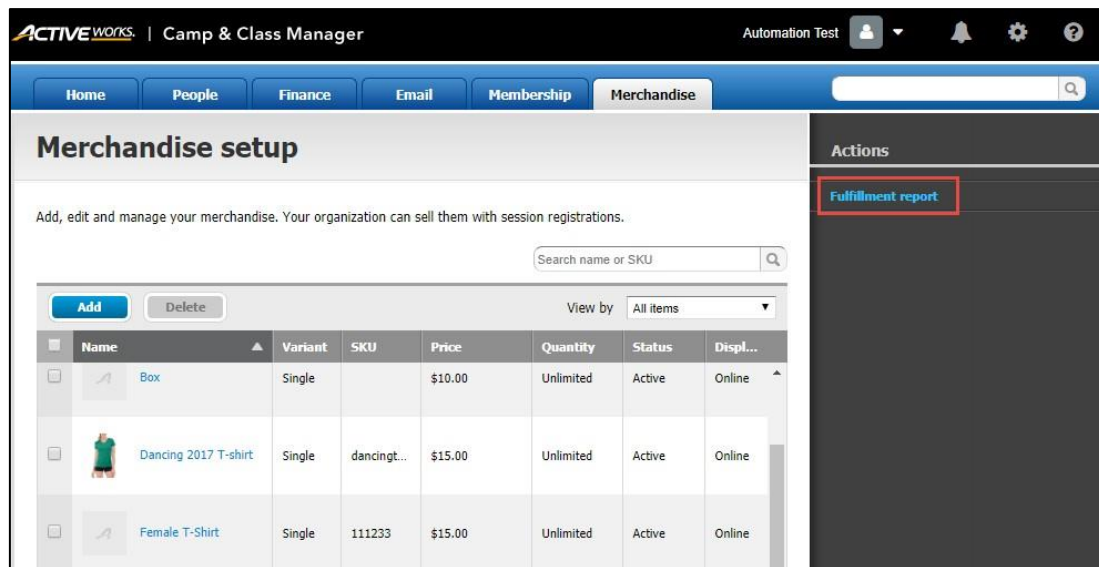 ACTIVE WORKS. | Camp & Class Manager
Automation Test
Home People Finance Email Membership Merchandise
Merchandise setup
Actions
Fulfillment report
Add, edit and manage your merchandise. Your organization can sell them with session registrations.
Search name or SKU
Add Delete View by All items
Name Variant SKU Price Quantity Status Displ...
Box Single $10.00 Unlimited Active Online
Dancing 2017 T-shirt Single dancingt... $15.00 Unlimited Active Online
Female T-Shirt Single 111233 $15.00 Unlimited Active Online